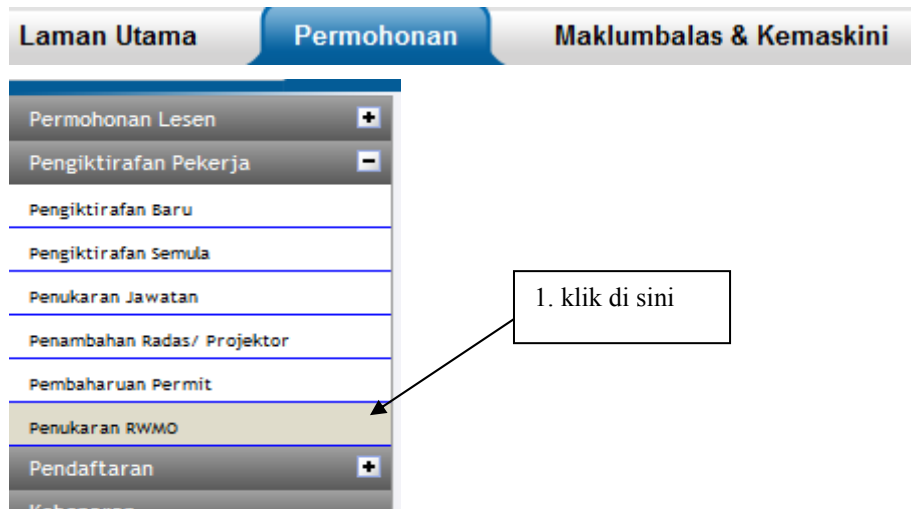 Laman Utama Permohonan Maklumbalas & Kemaskini
Permohonan Lesen
Pengiktirafan Pekerja
Pengiktirafan Baru
Pengiktirafan Semula
Penukaran Jawatan
1. klik di sini
Penambahan Radas/ Projektor
Pembaharuan Permit
Penukaran RWMO
Pendaftaran